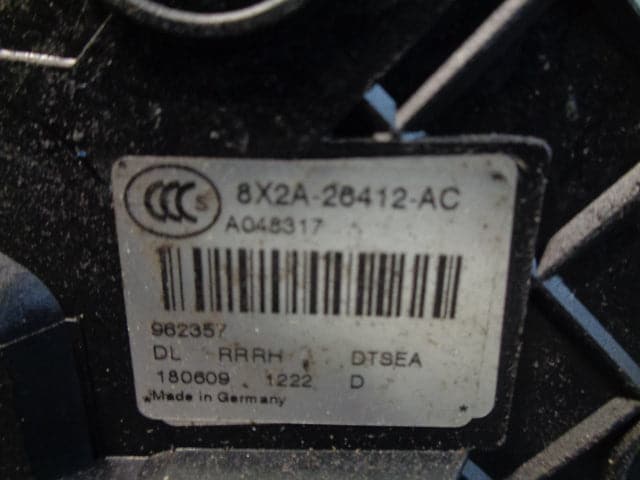 CCC S 8X2A-26412-AC
A048317
962357
DL RRRH DTSEA
180609 1222 D
*Made in Germany *